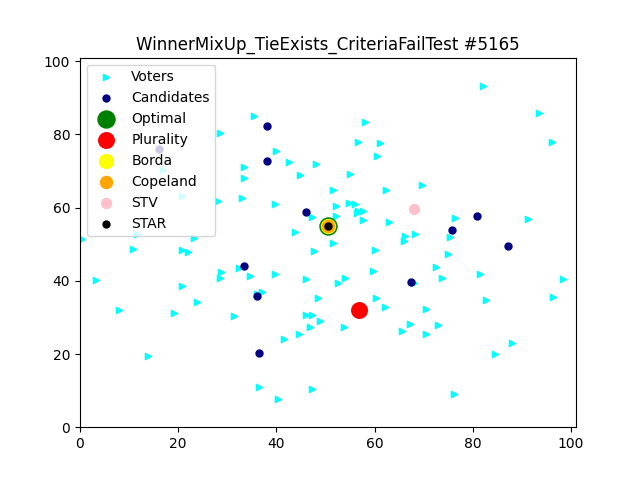 WinnerMixUp_TieExists_CriteriaFailTest #5165
100
80
60
40
20
0
0
20
40
60
80
100
Voters
Candidates
Optimal
Plurality
Borda
Copeland
STV
STAR